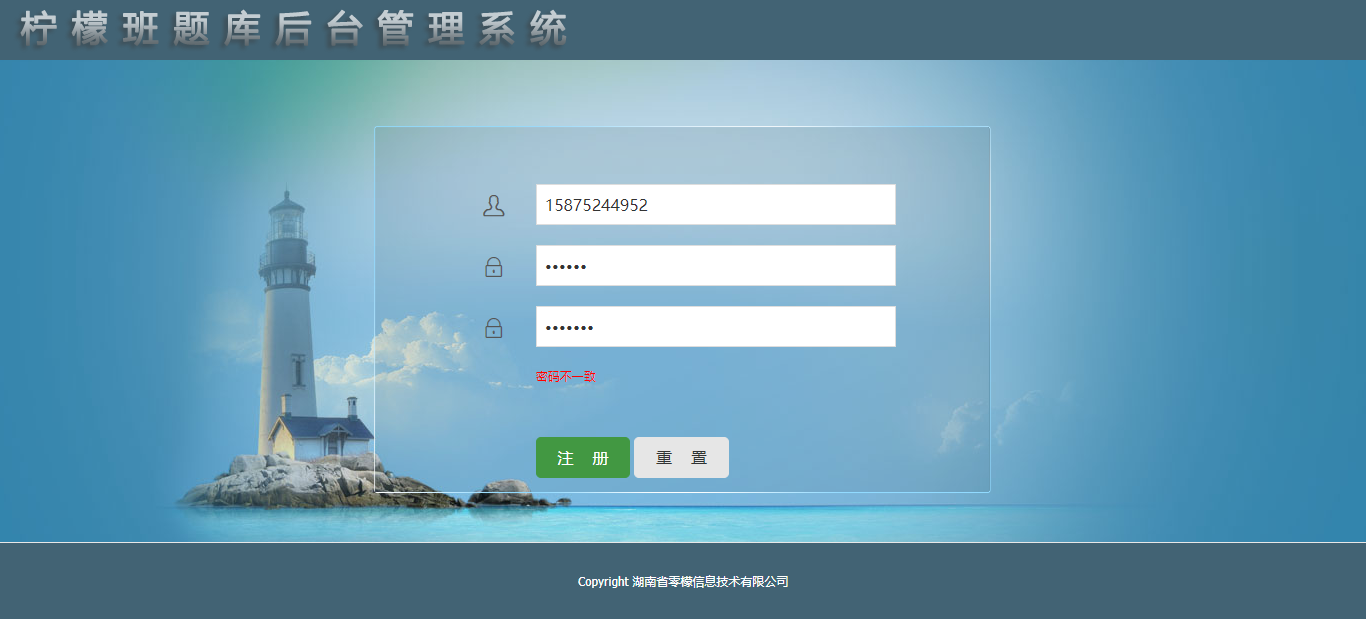 柠檬班题库后台管理系统
15875244952
••••••
•••••••
密码不一致
注 册 重 置
Copyright 湖南省零檬信息技术有限公司